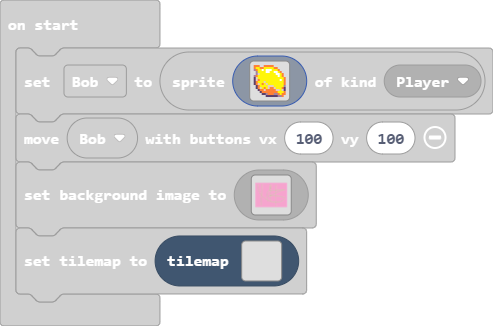 on start
set Bob to sprite of kind Player
move Bob with buttons vx 100 vy 100
set background image to
set tilemap to tilemap